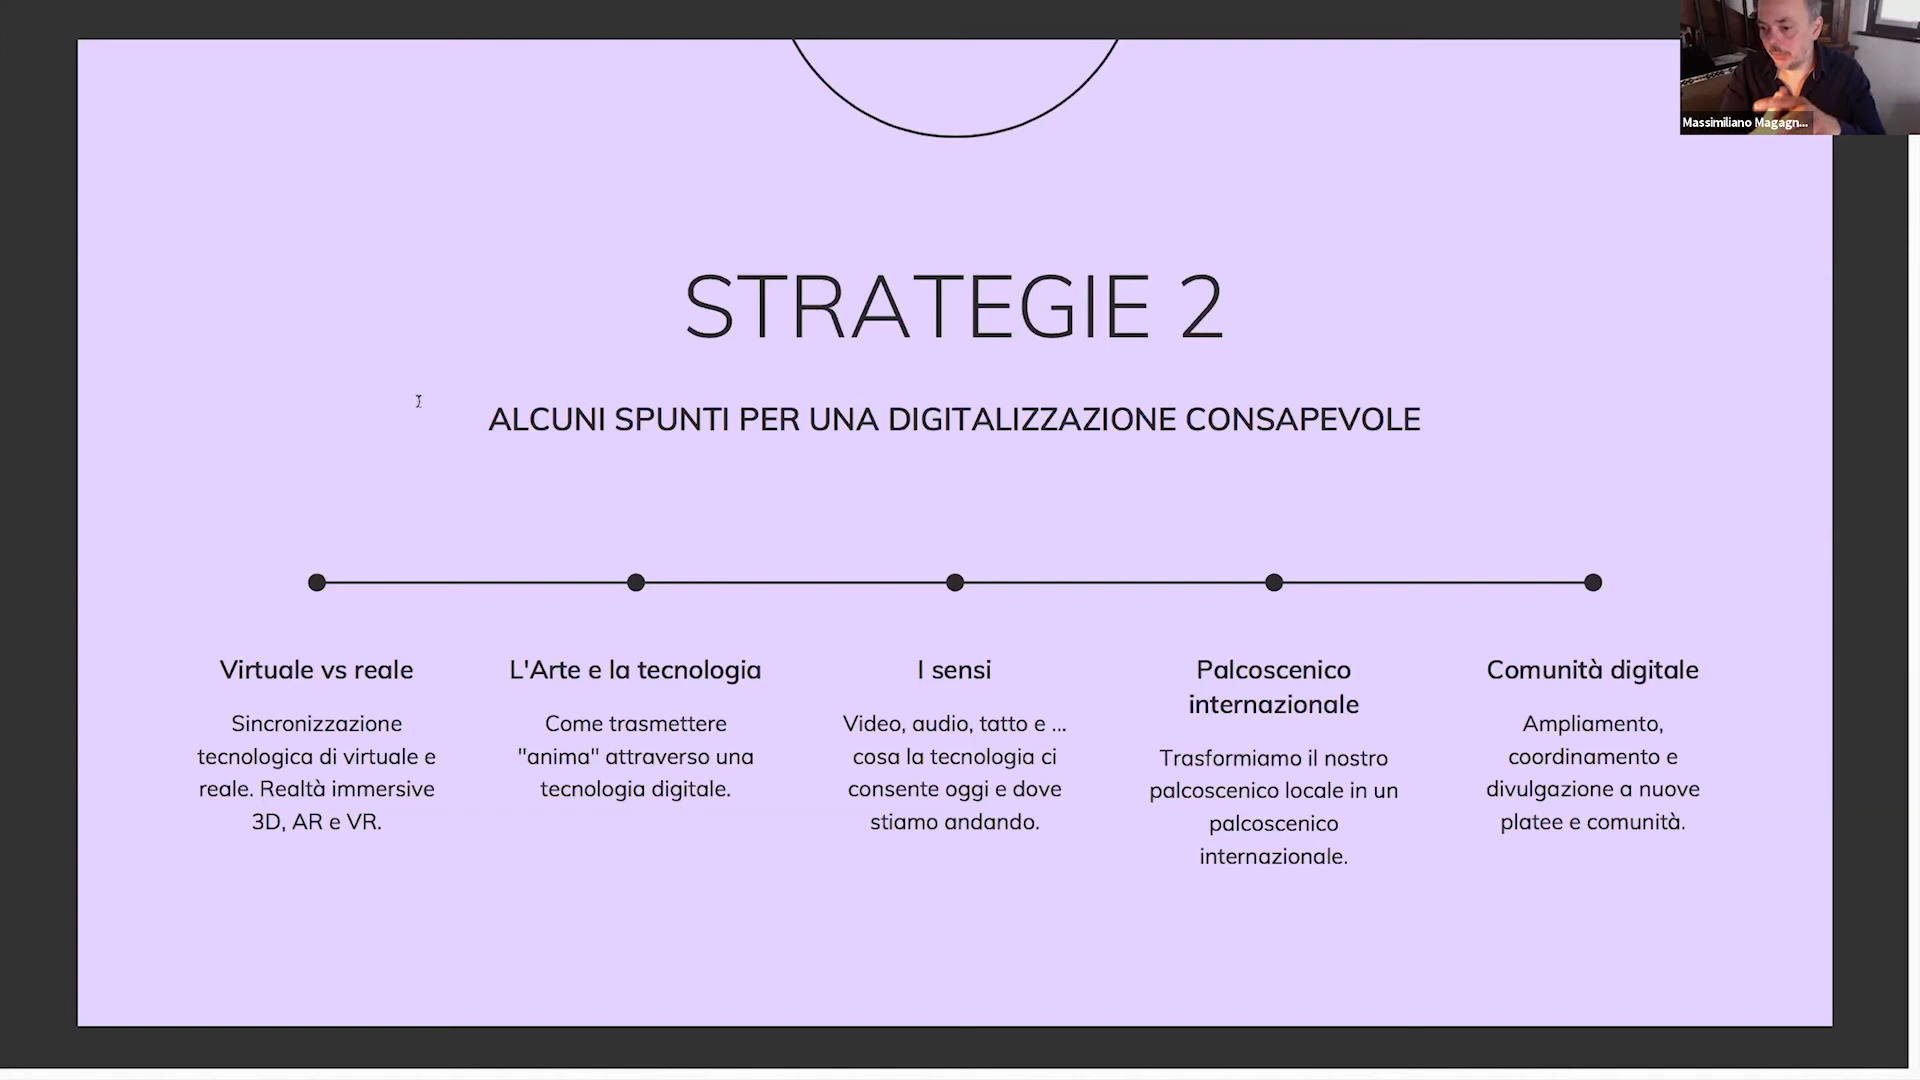 Massimiliano Magagn...
STRATEGIE 2
ALCUNI SPUNTI PER UNA DIGITALIZZAZIONE CONSAPEVOLE
Virtuale vs reale
Sincronizzazione
tecnologica di virtuale e
reale. Realtà immersive
3D, AR e VR.
L'Arte e la tecnologia
Come trasmettere
"anima" attraverso una
tecnologia digitale.
I sensi
Video, audio, tatto e ...
cosa la tecnologia ci
consente oggi e dove
stiamo andando.
Palcoscenico
internazionale
Trasformiamo il nostro
palcoscenico locale in un
palcoscenico
internazionale.
Comunità digitale
Ampliamento,
coordinamento e
divulgazione a nuove
platee e comunità.